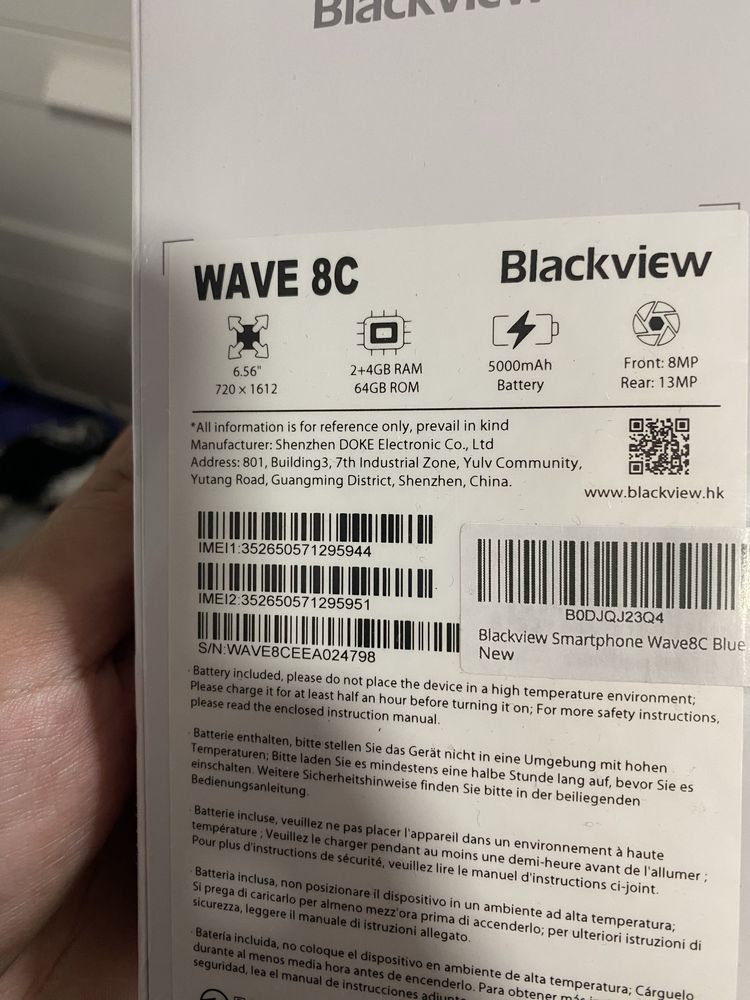 Blackview
WAVE 8C
Blackview
6.56"
720 × 1612
2+4GB RAM
64GB ROM
5000mAh
Battery
Front: 8MP
Rear: 13MP
*All information is for reference only, prevail in kind
Manufacturer: Shenzhen DOKE Electronic Co., Ltd
Address: 801, Building3, 7th Industrial Zone, Yulv Community,
Yutang Road, Guangming District, Shenzhen, China.
www.blackview.hk
IMEI1:352650571295944
IMEI2:352650571295951
S/N:WAVE8CEEA024798
B0DJQJ23Q4
Blackview Smartphone Wave8C Blue
New
· Battery included, please do not place the device in a high temperature environment;
Please charge it for at least half an hour before turning it on; For more safety instructions,
please read the enclosed instruction manual.
· Batterie enthalten, bitte stellen Sie das Gerät nicht in eine Umgebung mit hohen
Temperaturen; Bitte laden Sie es mindestens eine halbe Stunde lang auf, bevor Sie es
einschalten. Weitere Sicherheitshinweise finden Sie bitte in der beiliegenden
Bedienungsanleitung.
· Batterie incluse, veuillez ne pas placer l'appareil dans un environnement à haute
température ; Veuillez le charger pendant au moins une demi-heure avant de l'allumer ;
Pour plus d'instructions de sécurité, veuillez lire le manuel d'instructions ci-joint.
· Batteria inclusa, non posizionare il dispositivo in un ambiente ad alta temperatura;
Si prega di caricarlo per almeno mezz'ora prima di accenderlo; per ulteriori istruzioni di
sicurezza, leggere il manuale di istruzioni allegato.
· Batería incluida, no coloque el dispositivo en ambiente de alta temperatura; Cárguelo
durante al menos media hora antes de encenderlo. Para obtener más
seguridad, lea el manual de instrucciones